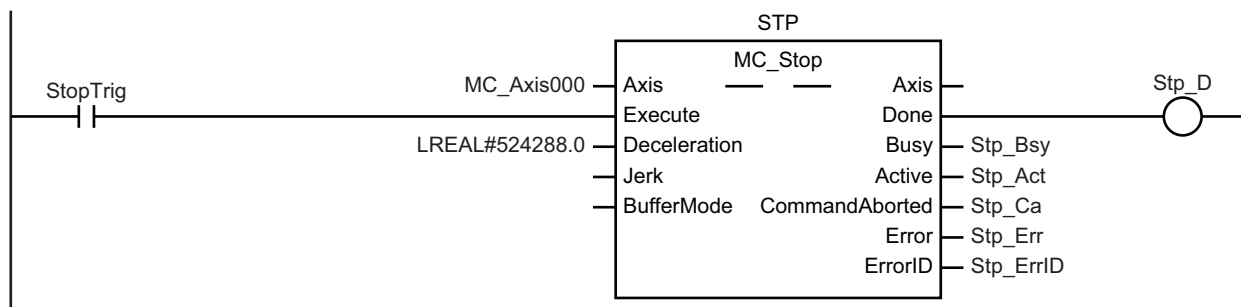 STP
MC_Stop
MC_Axis000 Axis Axis
StopTrig Stp_D
Execute Done
LREAL#524288.0 Deceleration Busy Stp_Bsy
Jerk Active Stp_Act
BufferMode CommandAborted Stp_Ca
Error Stp_Err
ErrorID Stp_ErrID